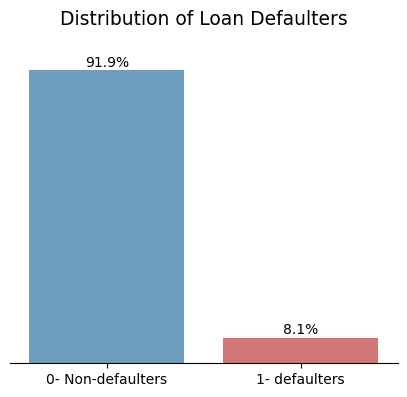 Distribution of Loan Defaulters
91.9%
8.1%
0- Non-defaulters
1- defaulters